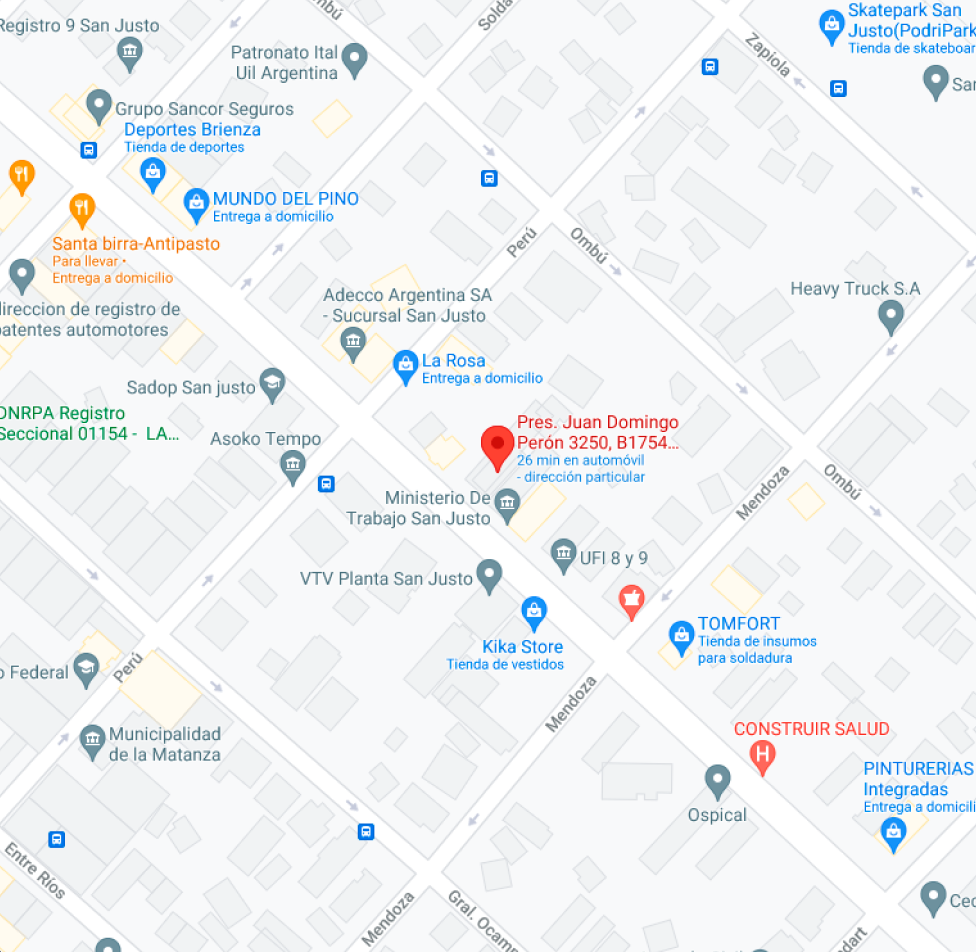 Skatepark San
Justo(PodriPark
Tienda de skateboar
Registro 9 San Justo
Patronato Ital
Uil Argentina
Zapiola
Grupo Sancor Seguros
Deportes Brienza
Tienda de deportes
MUNDO DEL PINO
Entrega a domicilio
Santa birra-Antipasto
Para llevar •
Entrega a domicilio
Perú
Ombú
Adecco Argentina SA
- Sucursal San Justo
Heavy Truck S.A
direccion de registro de
patentes automotores
La Rosa
Entrega a domicilio
Sadop San justo
DNRPA Registro
Seccional 01154 - LA...
Asoko Tempo
Pres. Juan Domingo
Perón 3250, B1754...
26 min en automóvil
- dirección particular
Ministerio De
Trabajo San Justo
Mendoza
Ombú
UFI 8 y 9
VTV Planta San Justo
Kika Store
Tienda de vestidos
TOMFORT
Tienda de insumos
para soldadura
o Federal
Perú
Mendoza
Municipalidad
de la Matanza
CONSTRUIR SALUD
H
PINTURERIAS
Integradas
Entrega a domicili
Ospical
Entre Ríos
Mendoza
Gral. Ocam
Cec